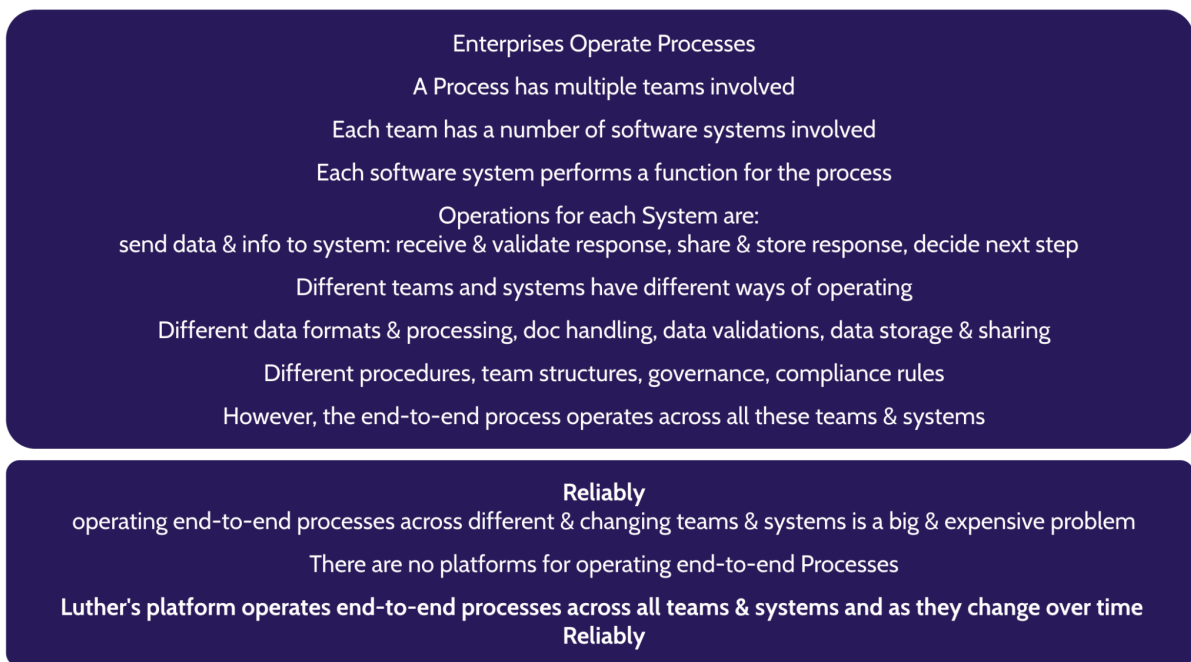 Enterprises Operate Processes
A Process has multiple teams involved
Each team has a number of software systems involved
Each software system performs a function for the process
Operations for each System are:
send data & info to system: receive & validate response, share & store response, decide next step
Different teams and systems have different ways of operating
Different data formats & processing, doc handling, data validations, data storage & sharing
Different procedures, team structures, governance, compliance rules
However, the end-to-end process operates across all these teams & systems
Reliably
operating end-to-end processes across different & changing teams & systems is a big & expensive problem
There are no platforms for operating end-to-end Processes
Luther's platform operates end-to-end processes across all teams & systems and as they change over time
Reliably